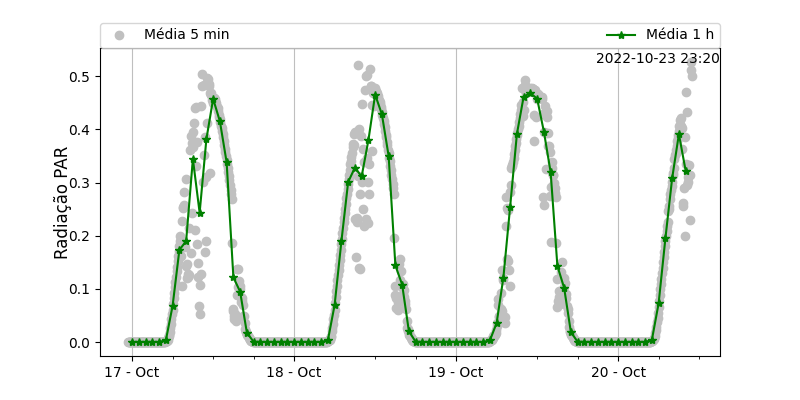 Média 5 min
Média 1 h
2022-10-23 23:20
Radiação PAR
0.5
0.4
0.3
0.2
0.1
0.0
17 - Oct
18 - Oct
19 - Oct
20 - Oct